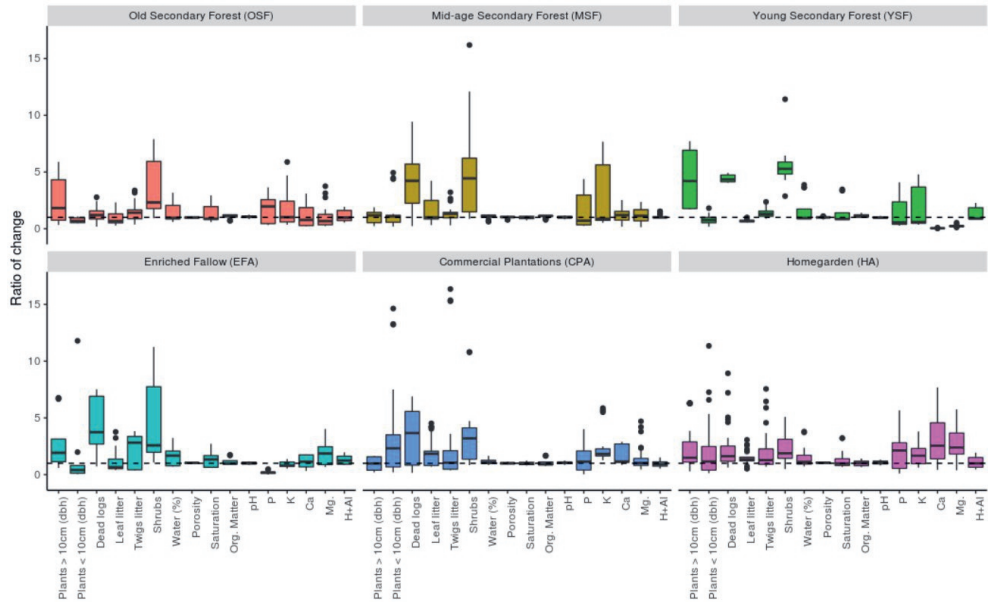 Old Secondary Forest (OSF)
Mid-age Secondary Forest (MSF)
Young Secondary Forest (YSF)
15
10
5
0
Enriched Fallow (EFA)
Commercial Plantations (CPA)
Homegarden (HA)
15
10
5
0
Ratio of change
Plants > 10cm (dbh)
Plants < 10cm (dbh)
Dead logs
Leaf litter
Twigs litter
Shrubs
Water (%)
Porosity
Saturation
Org. Matter
pH
P
K
Ca
Mg.
H+Al
Plants > 10cm (dbh)
Plants < 10cm (dbh)
Dead logs
Leaf litter
Twigs litter
Shrubs
Water (%)
Porosity
Saturation
Org. Matter
pH
P
K
Ca
Mg.
H+Al
Plants > 10cm (dbh)
Plants < 10cm (dbh)
Dead logs
Leaf litter
Twigs litter
Shrubs
Water (%)
Porosity
Saturation
Org. Matter
pH
P
K
Ca
Mg.
H+Al